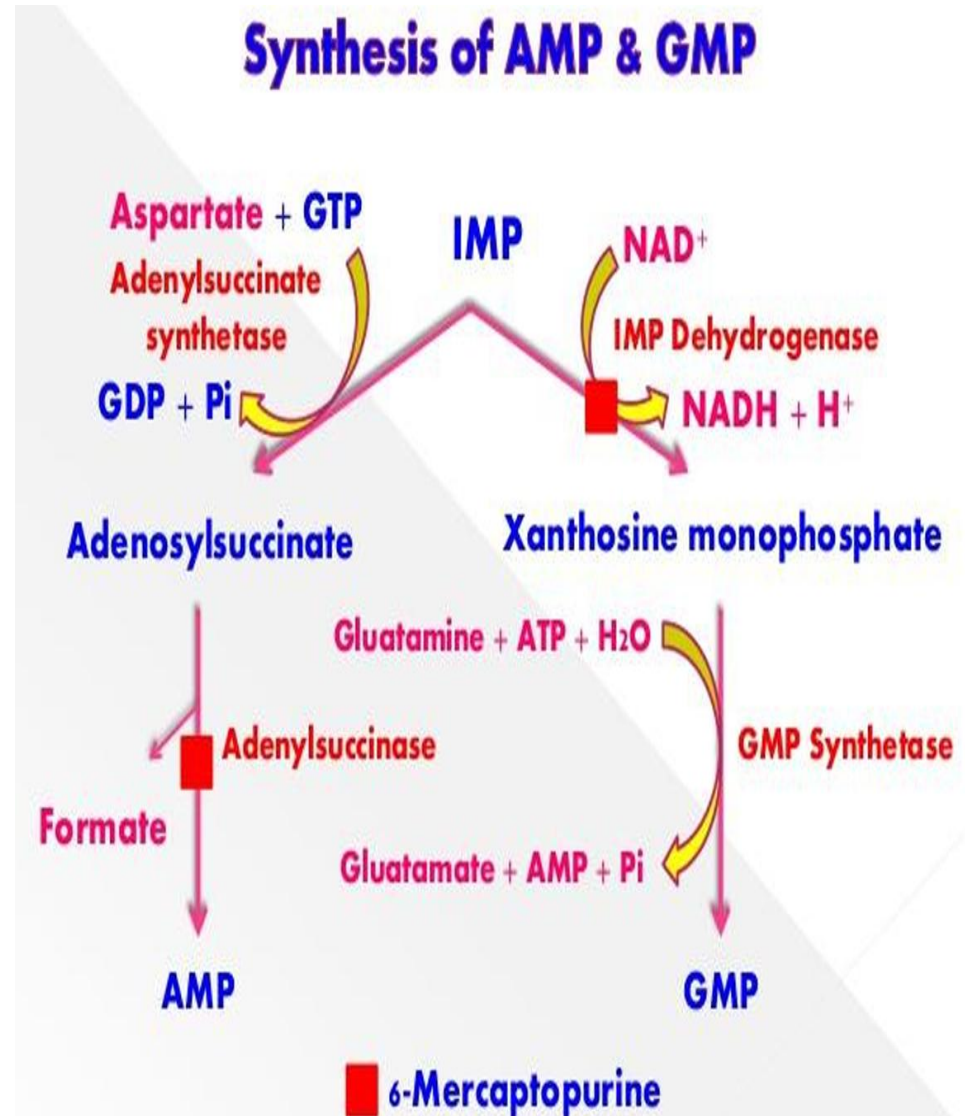 Synthesis of AMP & GMP
Aspartate + GTP
IMP
NAD+
Adenylsuccinate
synthetase
IMP Dehydrogenase
GDP + Pi
NADH + H+
Adenosylsuccinate
Xanthosine monophosphate
Gluatamine + ATP + H2O
Adenylsuccinase
GMP Synthetase
Formate
Gluatamate + AMP + Pi
AMP
GMP
6-Mercaptopurine